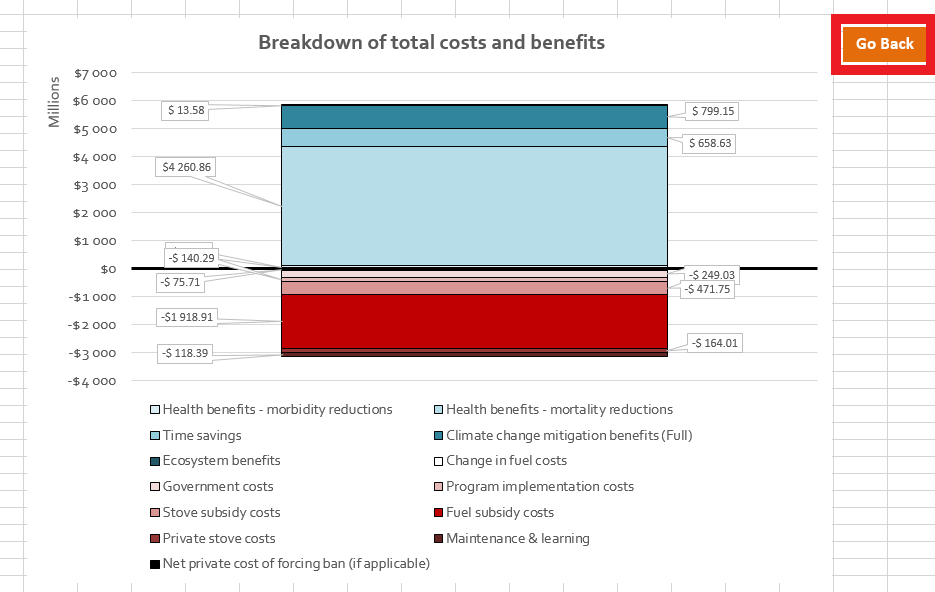 Breakdown of total costs and benefits
Go Back
Millions
$7 000
$6 000
$5 000
$4 000
$3 000
$2 000
$1 000
$0
-$1 000
-$2 000
-$3 000
-$4 000
$ 13.58
$ 799.15
$ 658.63
$4 260.86
-$ 140.29
-$ 75.71
-$ 249.03
-$ 471.75
-$1 918.91
-$ 118.39
-$ 164.01
Health benefits - morbidity reductions
Health benefits - mortality reductions
Time savings
Climate change mitigation benefits (Full)
Ecosystem benefits
Change in fuel costs
Government costs
Program implementation costs
Stove subsidy costs
Fuel subsidy costs
Private stove costs
Maintenance & learning
Net private cost of forcing ban (if applicable)